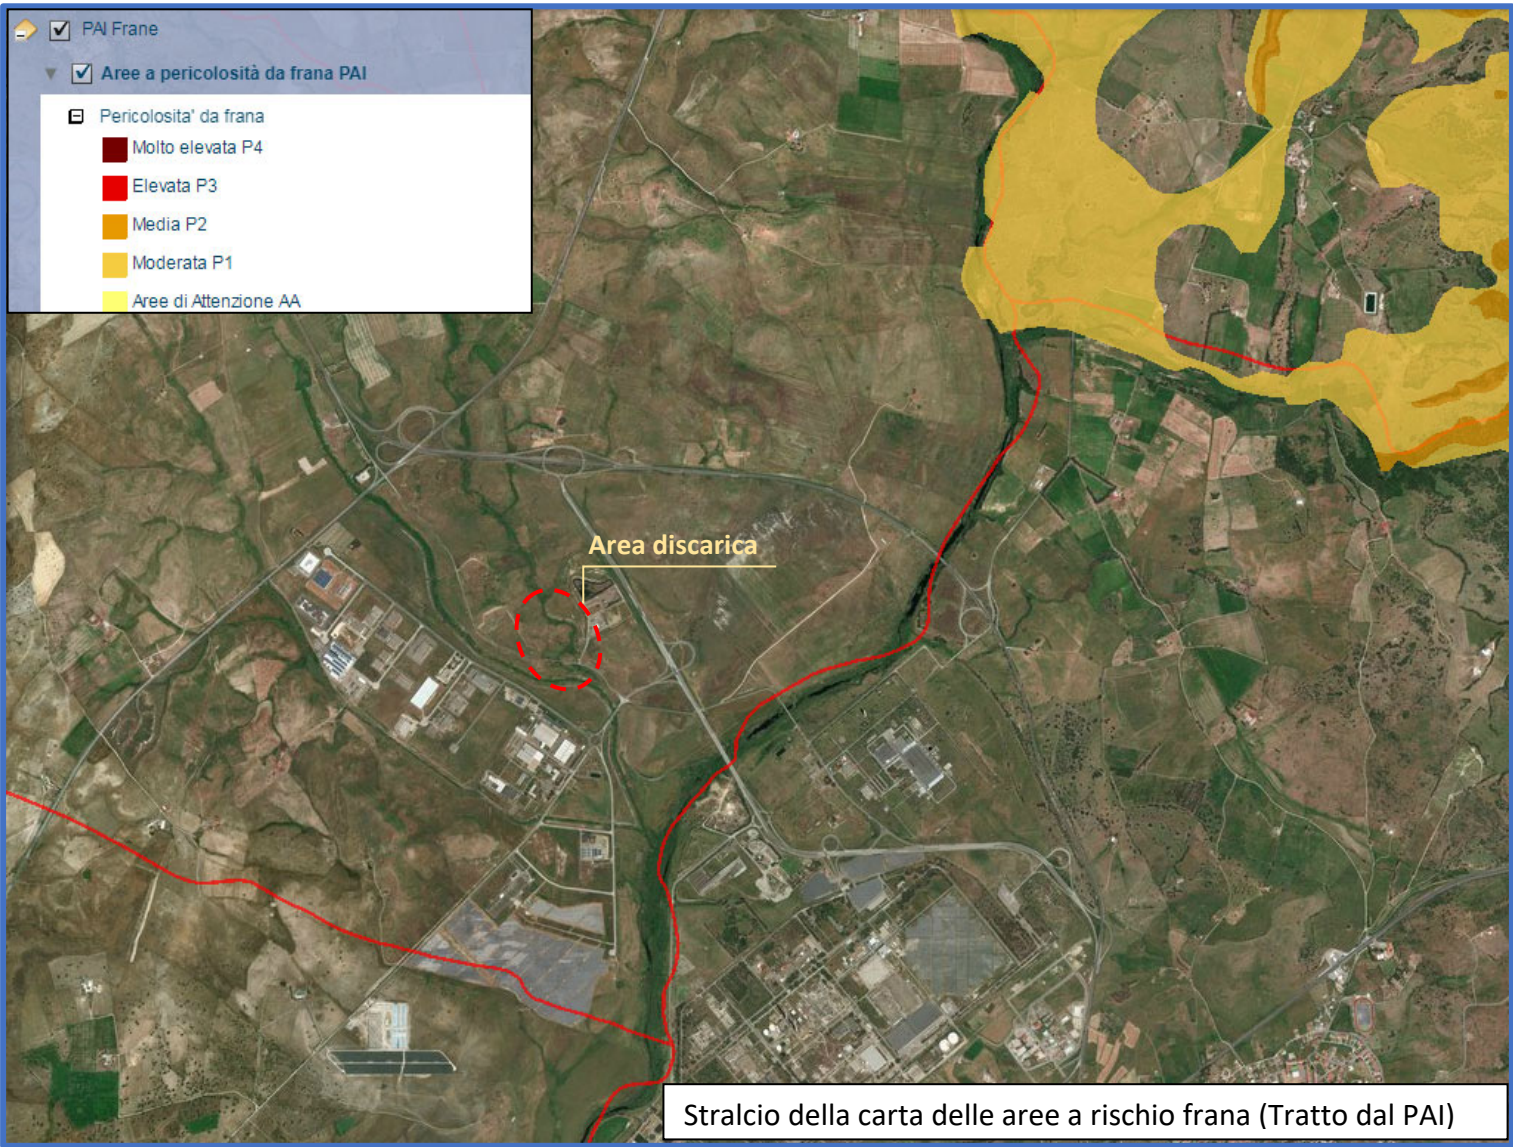 PAI Frane
Aree a pericolosità da frana PAI
Pericolosita' da frana
Molto elevata P4
Elevata P3
Media P2
Moderata P1
Aree di Attenzione AA
Area discarica
Stralcio della carta delle aree a rischio frana (Tratto dal PAI)